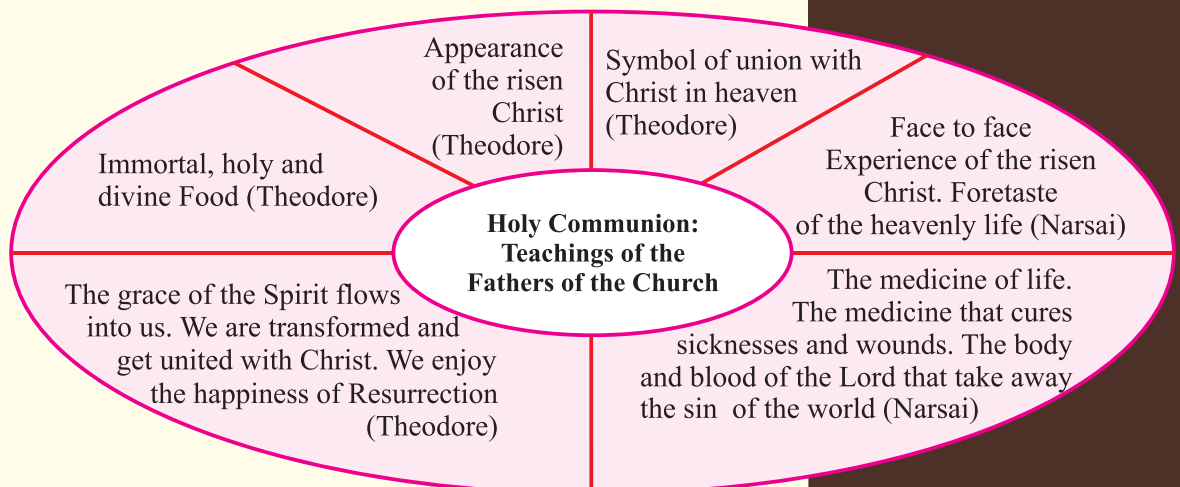 Appearance
of the risen
Christ
(Theodore)
Symbol of union with
Christ in heaven
(Theodore)
Immortal, holy and
divine Food (Theodore)
Face to face
Experience of the risen
Christ. Foretaste
of the heavenly life (Narsai)
Holy Communion:
Teachings of the
Fathers of the Church
The grace of the Spirit flows
into us. We are transformed and
get united with Christ. We enjoy
the happiness of Resurrection
(Theodore)
The medicine of life.
The medicine that cures
sicknesses and wounds. The body
and blood of the Lord that take away
the sin of the world (Narsai)